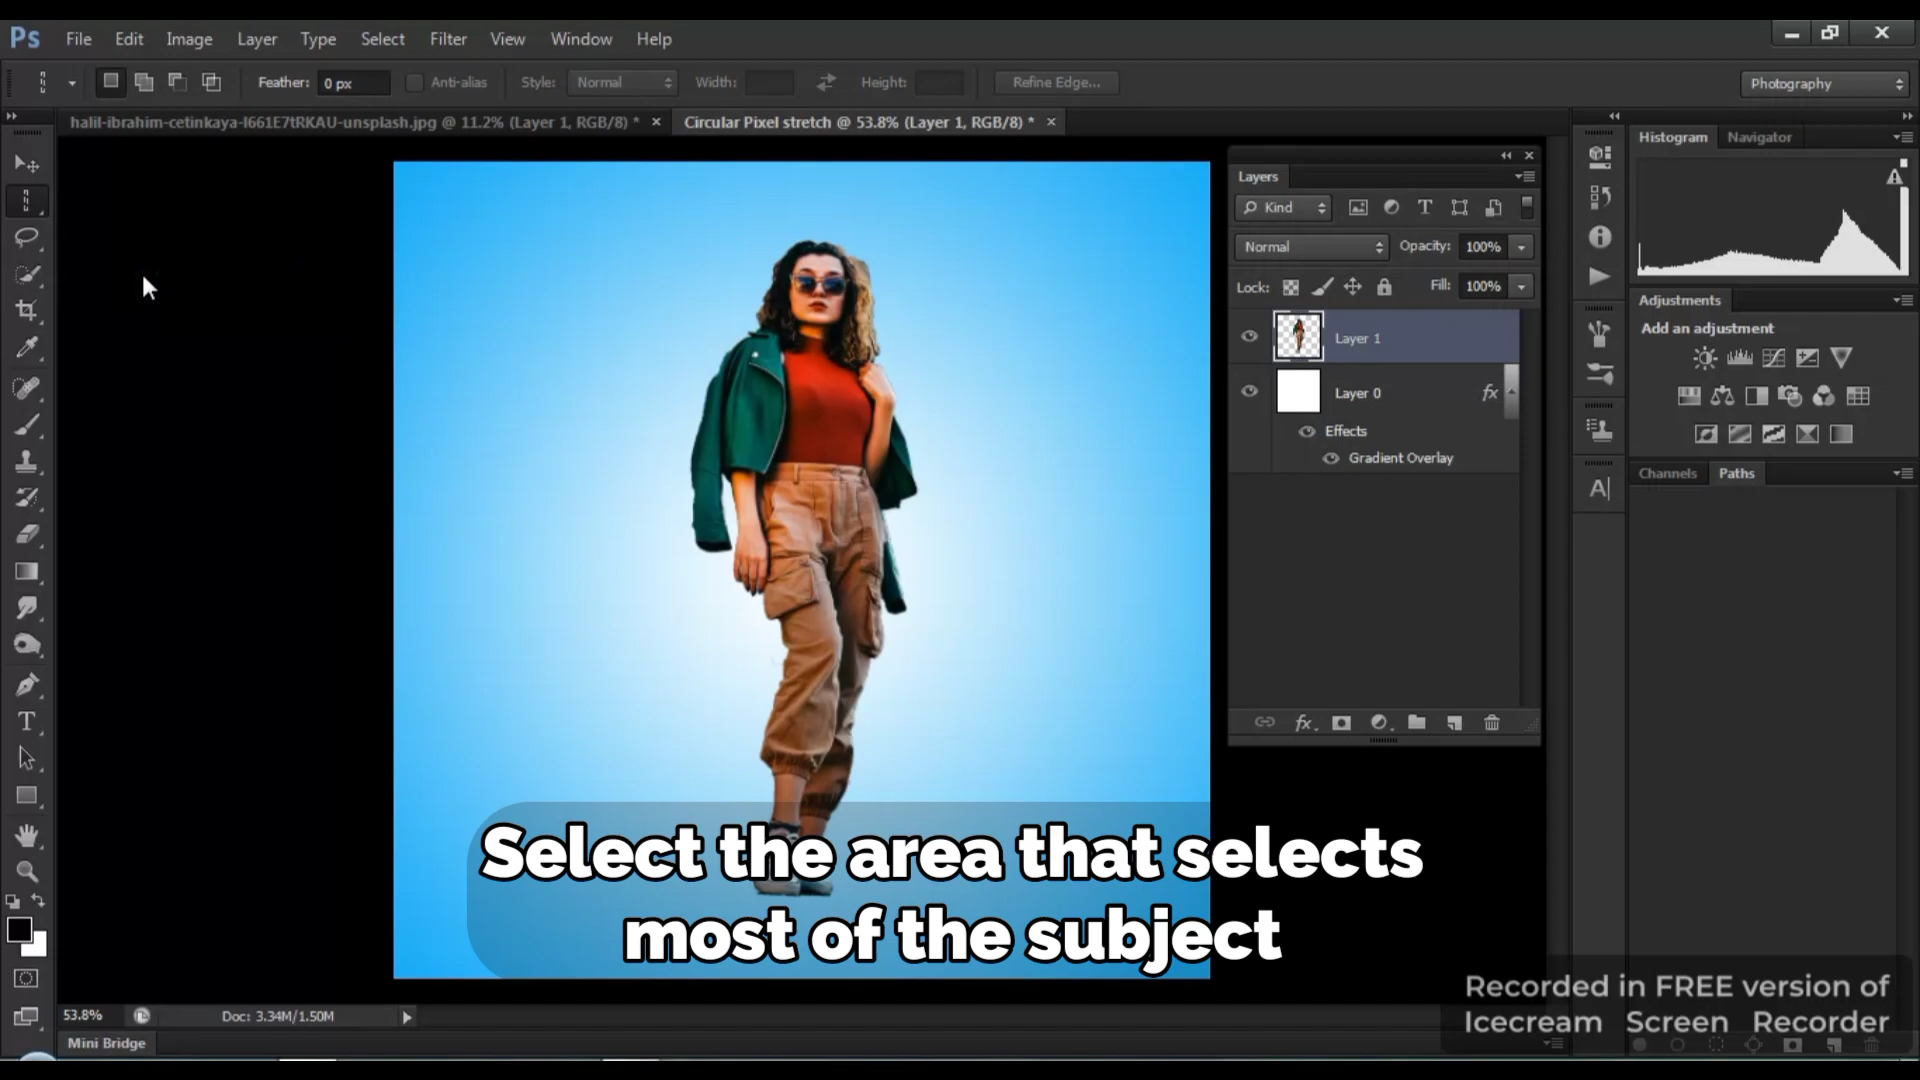 Ps File Edit Image Layer Type Select Filter View Window Help
Feather: 0 px Anti-alias Style: Normal Width: Height: Refine Edge... Photography
halil-ibrahim-cetinkaya-l661E7tRKAU-unsplash.jpg @ 11.2% (Layer 1, RGB/8) * × Circular Pixel stretch @ 53.8% (Layer 1, RGB/8) * ×
Histogram Navigator
Layers
Kind
Normal Opacity: 100%
Lock: Fill: 100%
Layer 1
Layer 0 fx
Effects
Gradient Overlay
fx
Adjustments
Add an adjustment
Channels Paths
Select the area that selects
most of the subject
Recorded in FREE version of
Icecream Screen Recorder
53.8% Doc: 3.34M/1.50M
Mini Bridge